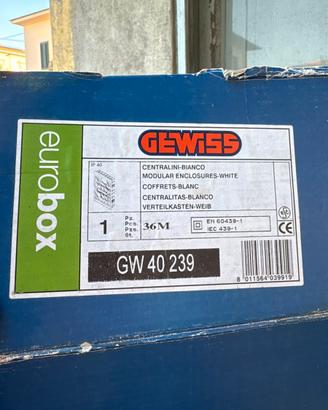 eurobox
GEWISS
IP 40
CENTRALINI-BIANCO
MODULAR ENCLOSURES-WHITE
COFFRETS-BLANC
CENTRALITAS-BLANCO
VERTEILKASTEN-WEIß
1
Pz.
Pcs.
Pzs.
St.
36M
EN 60439-1
IEC 439-1
CE
GW 40 239
8 011564 039919